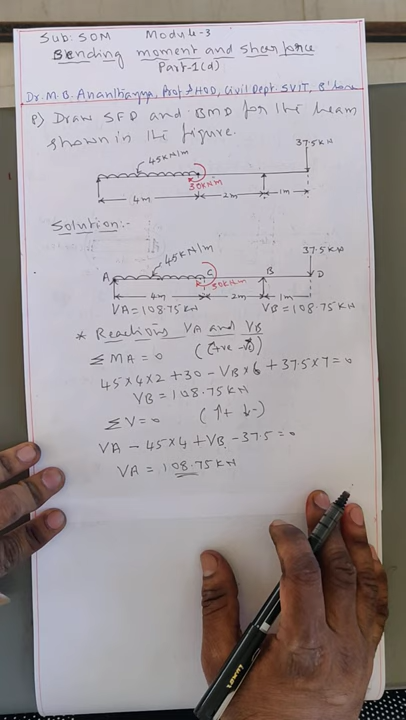 Sub: SOM Module-3
Bending moment and shear force
Part-1(d)
Dr. M. B. Ananthayya, Prof & HOD, Civil Dept. SVIT, B'lore
P) Draw SFD and BMD for the beam
shown in the figure.
45KN/m
37.5KN
30KNm
4m 2m 1m
Solution:-
45KN/m
37.5KN
A C B D
30KNm
4m 2m 1m
VA=108.75KN VB=108.75KN
* Reactions VA and VB
ΣMA=0 (+ve -ve)
45×4×2+30-VB×6+37.5×7=0
VB=108.75KN
ΣV=0 (↑+ ↓-)
VA-45×4+VB-37.5=0
VA=108.75KN
LUXOR